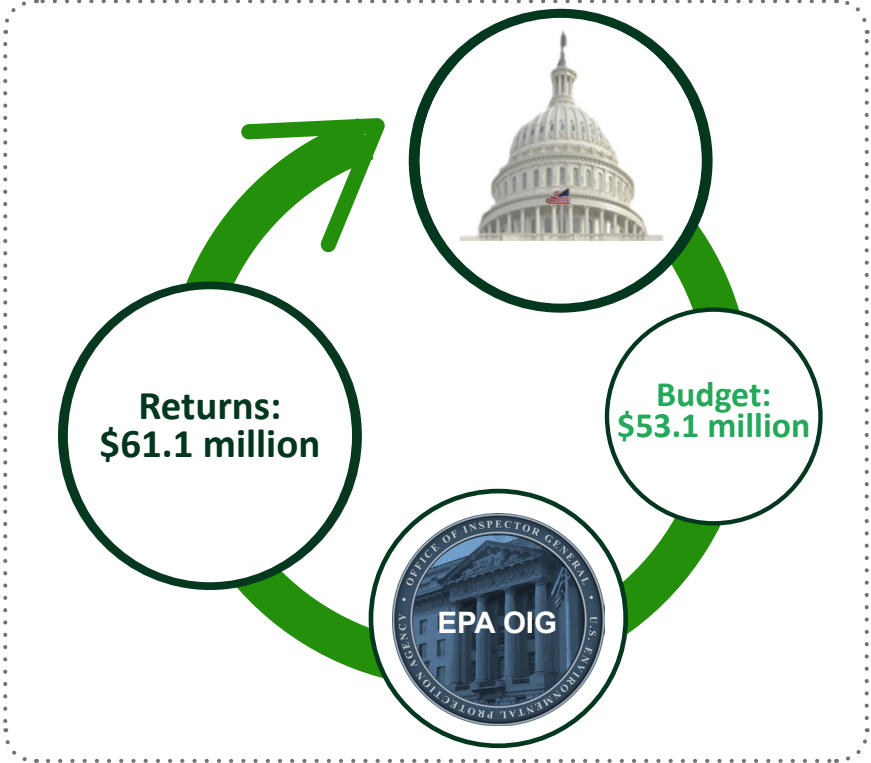 Returns:
$61.1 million
Budget:
$53.1 million
OFFICE OF INSPECTOR GENERAL
EPA OIG
U.S. ENVIRONMENTAL PROTECTION AGENCY